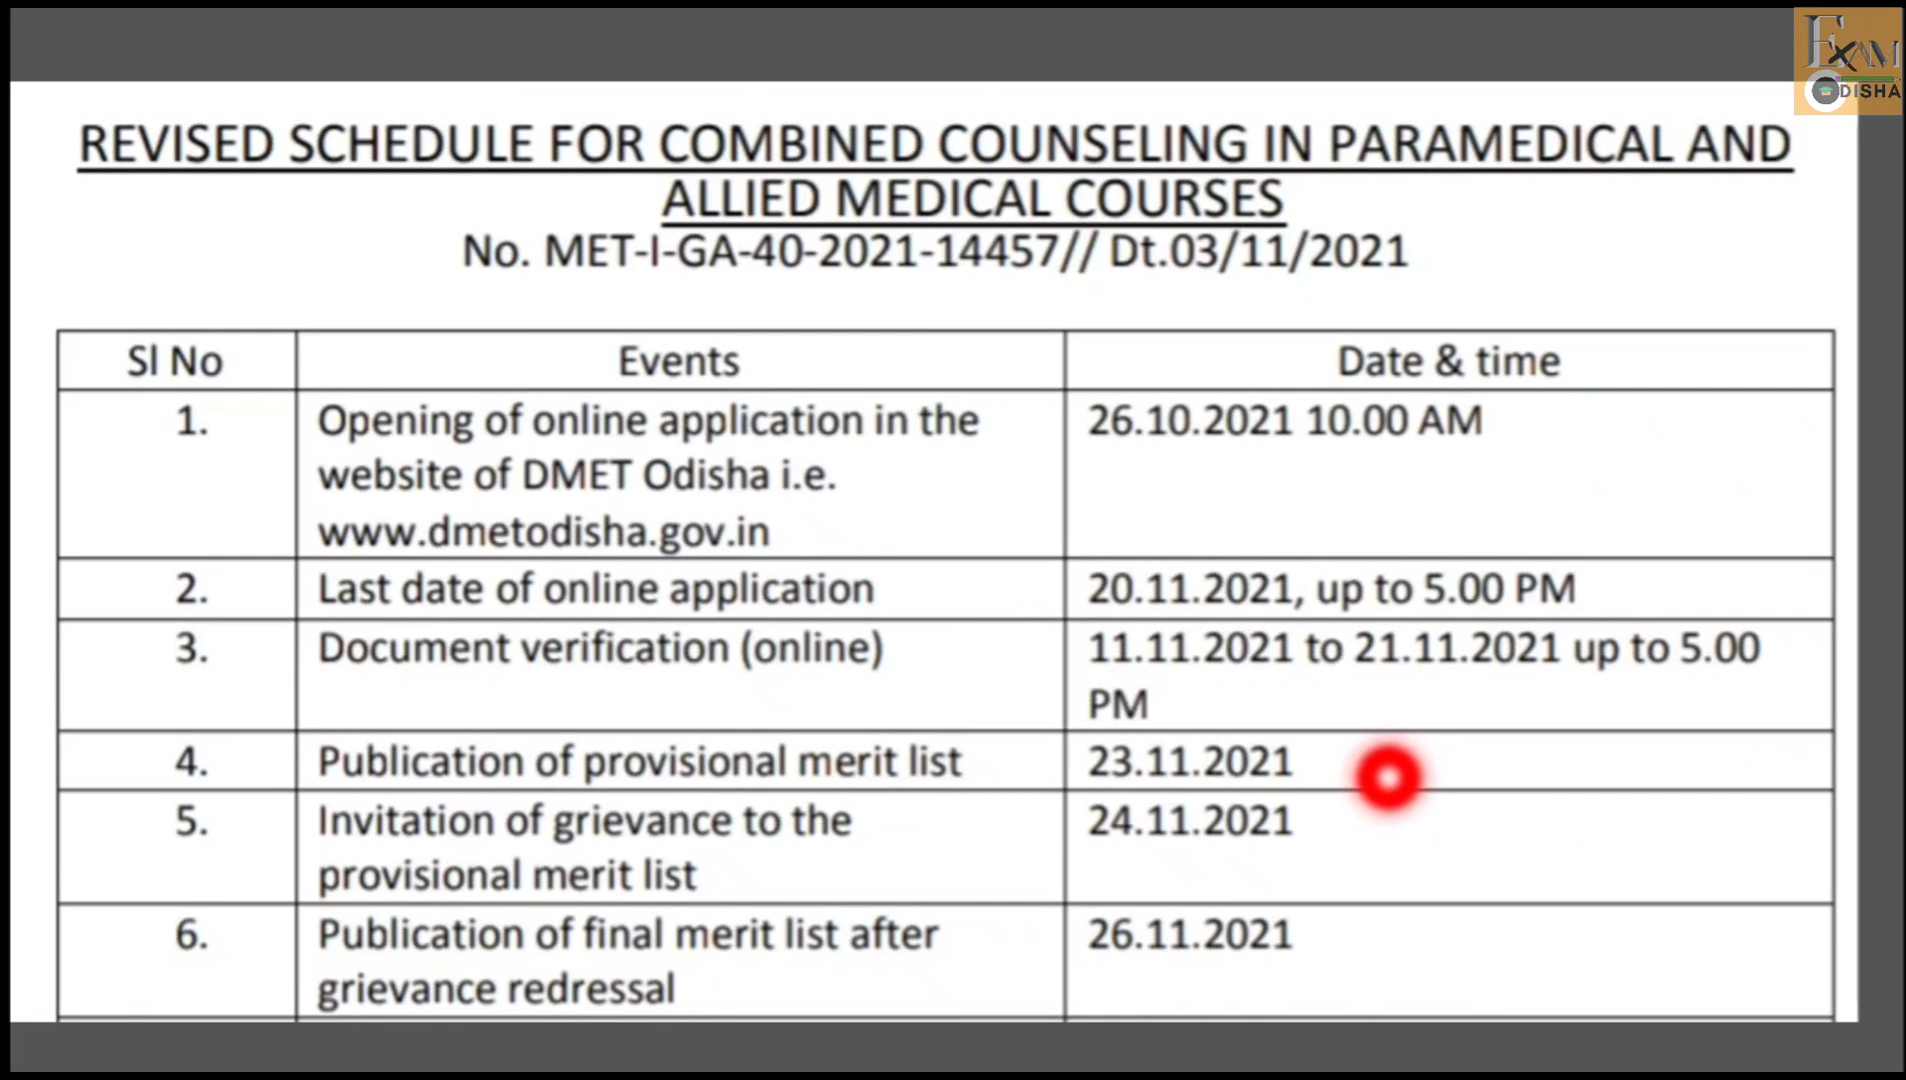 EXAM
ODISHA
REVISED SCHEDULE FOR COMBINED COUNSELING IN PARAMEDICAL AND
ALLIED MEDICAL COURSES
No. MET-I-GA-40-2021-14457// Dt.03/11/2021
Sl No Events Date & time
1. Opening of online application in the 26.10.2021 10.00 AM
website of DMET Odisha i.e.
www.dmetodisha.gov.in
2. Last date of online application 20.11.2021, up to 5.00 PM
3. Document verification (online) 11.11.2021 to 21.11.2021 up to 5.00
PM
4. Publication of provisional merit list 23.11.2021
5. Invitation of grievance to the 24.11.2021
provisional merit list
6. Publication of final merit list after 26.11.2021
grievance redressal